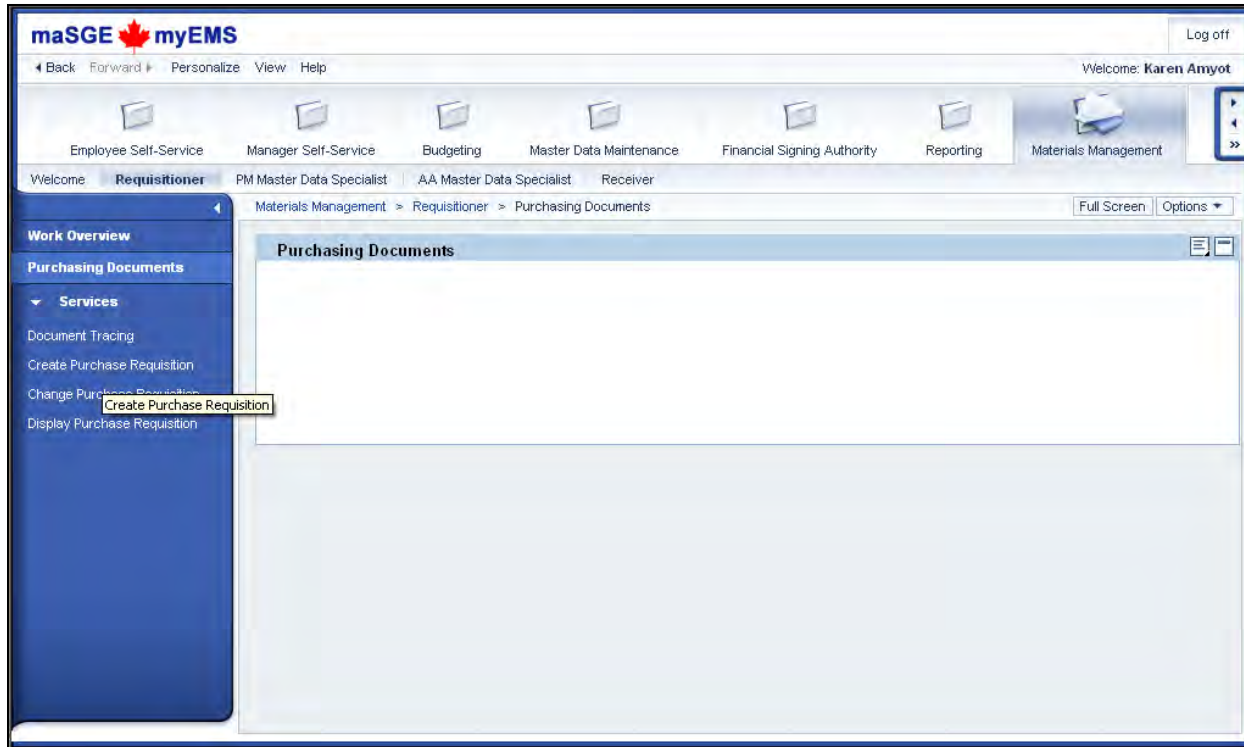 maSGE myEMS
Log off
Back Forward Personalize View Help
Welcome: Karen Amyot
Employee Self-Service Manager Self-Service Budgeting Master Data Maintenance Financial Signing Authority Reporting Materials Management
Welcome Requisitioner PM Master Data Specialist AA Master Data Specialist Receiver
Materials Management > Requisitioner > Purchasing Documents
Full Screen Options
Work Overview
Purchasing Documents
Purchasing Documents
Services
Document Tracing
Create Purchase Requisition
Change Purchase Requisition
Create Purchase Requisition
Display Purchase Requisition